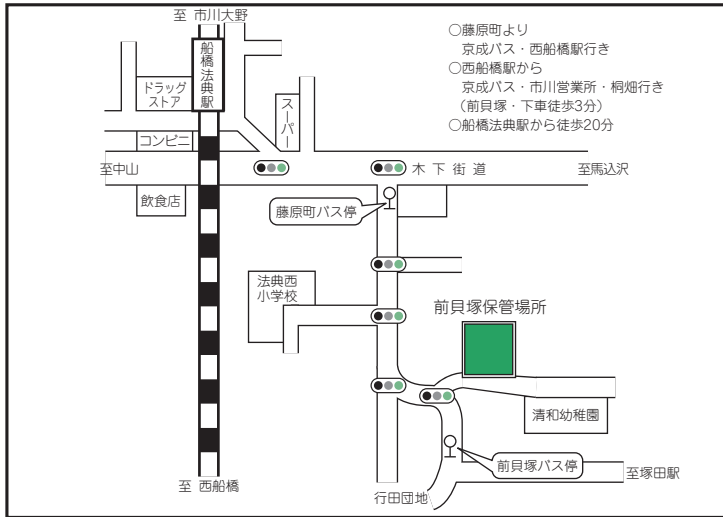 至 市川大野
船橋法典駅
ドラッグ
ストア
コンビニ
スーパー
○藤原町より
京成バス・西船橋駅行き
○西船橋駅から
京成バス・市川営業所・桐畑行き
(前貝塚・下車徒歩3分)
○船橋法典駅から徒歩20分
至中山
木下街道
至馬込沢
飲食店
藤原町バス停
法典西
小学校
前貝塚保管場所
清和幼稚園
前貝塚バス停
至塚田駅
至 西船橋
行田団地